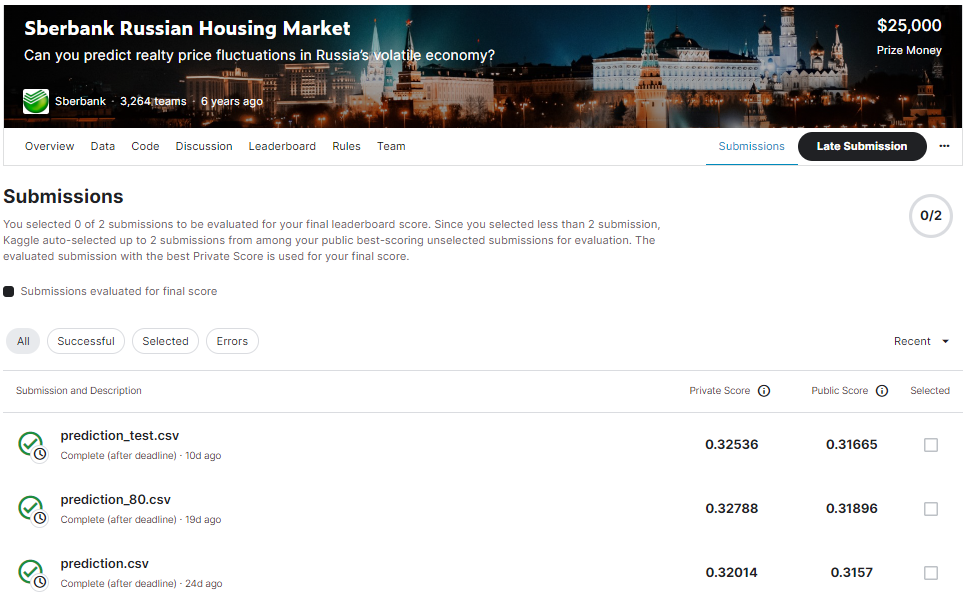 Sberbank Russian Housing Market
$25,000
Can you predict realty price fluctuations in Russia's volatile economy?
Prize Money
Sberbank · 3,264 teams · 6 years ago
Overview Data Code Discussion Leaderboard Rules Team Submissions Late Submission ...
Submissions
0/2
You selected 0 of 2 submissions to be evaluated for your final leaderboard score. Since you selected less than 2 submission,
Kaggle auto-selected up to 2 submissions from among your public best-scoring unselected submissions for evaluation. The
evaluated submission with the best Private Score is used for your final score.
Submissions evaluated for final score
All Successful Selected Errors Recent
Submission and Description Private Score Public Score Selected
prediction_test.csv
0.32536 0.31665
Complete (after deadline) · 10d ago
prediction_80.csv
0.32788 0.31896
Complete (after deadline) · 19d ago
prediction.csv
0.32014 0.3157
Complete (after deadline) · 24d ago